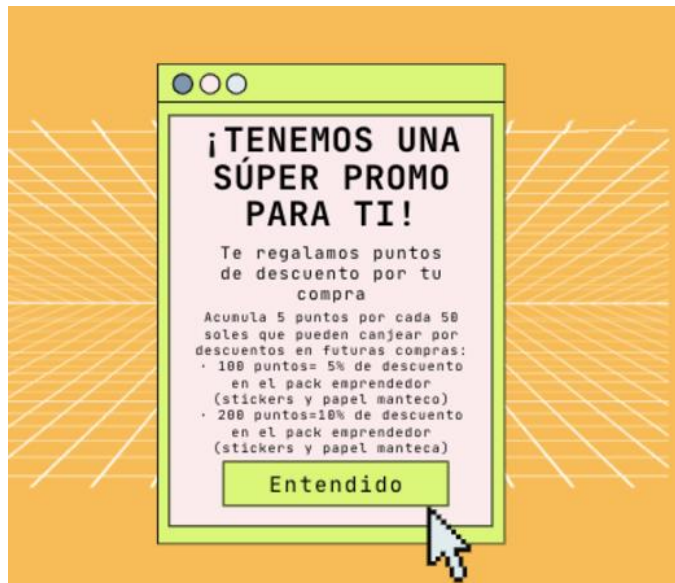 ¡TENEMOS UNA
SÚPER PROMO
PARA TI!
Te regalamos puntos
de descuento por tu
compra
Acumula 5 puntos por cada 50
soles que pueden canjear por
descuentos en futuras compras:
· 100 puntos= 5% de descuento
en el pack emprendedor
(stickers y papel manteco)
· 200 puntos=10% de descuento
en el pack emprendedor
(stickers y papel manteca)
Entendido